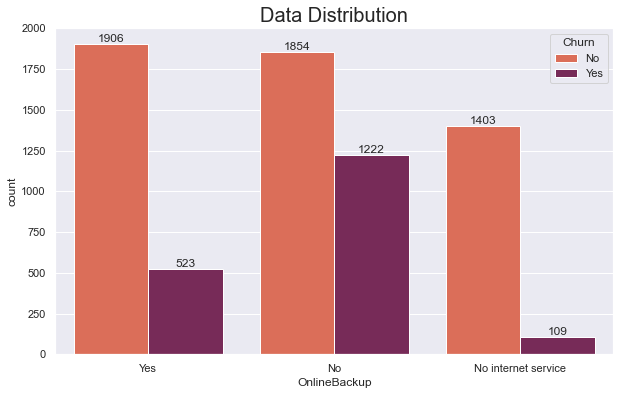 Data Distribution
2000
1750
1500
1250
1000
750
500
250
0
count
1906
523
1854
1222
1403
109
Churn
No
Yes
Yes
No
No internet service
OnlineBackup